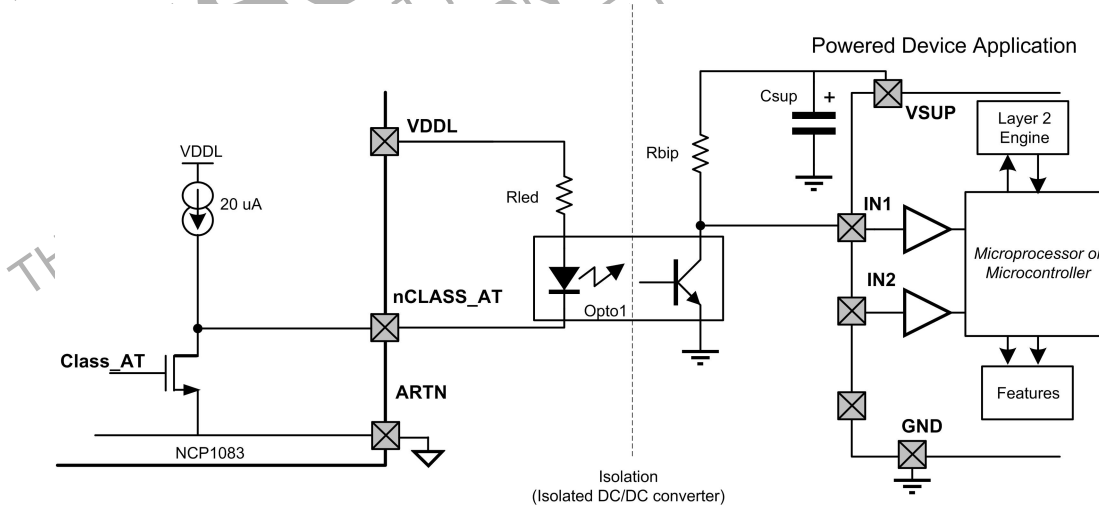 Powered Device Application
VDDL
20 uA
Class_AT
NCP1083
VDDL
nCLASS_AT
ARTN
Rled
Opto1
Isolation
(Isolated DC/DC converter)
Rbip
Csup
+
VSUP
IN1
IN2
GND
Layer 2
Engine
Microprocessor or
Microcontroller
Features